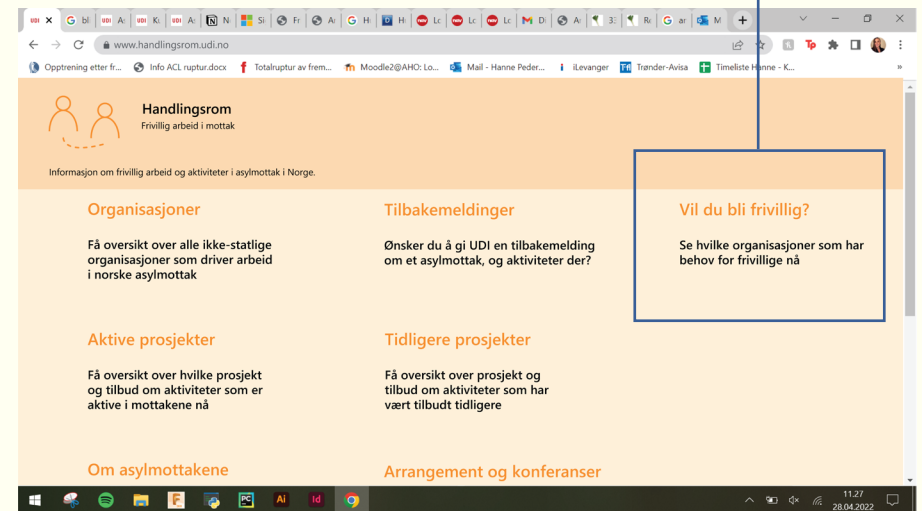 bl
Ai
www.handlingsrom.udi.no
Opptrening etter fr... Info ACL ruptur.docx Totalruptur av frem... Moodle2@AHO: Lo... Mail - Hanne Peder... iLevanger Trønder-Avisa Timeliste Hanne - K... »
Handlingsrom
Frivillig arbeid i mottak
Informasjon om frivillig arbeid og aktiviteter i asylmottak i Norge.
Organisasjoner
Få oversikt over alle ikke-statlige
organisasjoner som driver arbeid
i norske asylmottak
Tilbakemeldinger
Ønsker du å gi UDI en tilbakemelding
om et asylmottak, og aktiviteter der?
Vil du bli frivillig?
Se hvilke organisasjoner som har
behov for frivillige nå
Aktive prosjekter
Få oversikt over hvilke prosjekt
og tilbud om aktiviteter som er
aktive i mottakene nå
Tidligere prosjekter
Få oversikt over prosjekt og
tilbud om aktiviteter som har
vært tilbudt tidligere
Om asylmottakene
Arrangement og konferanser
11.27
28.04.2022